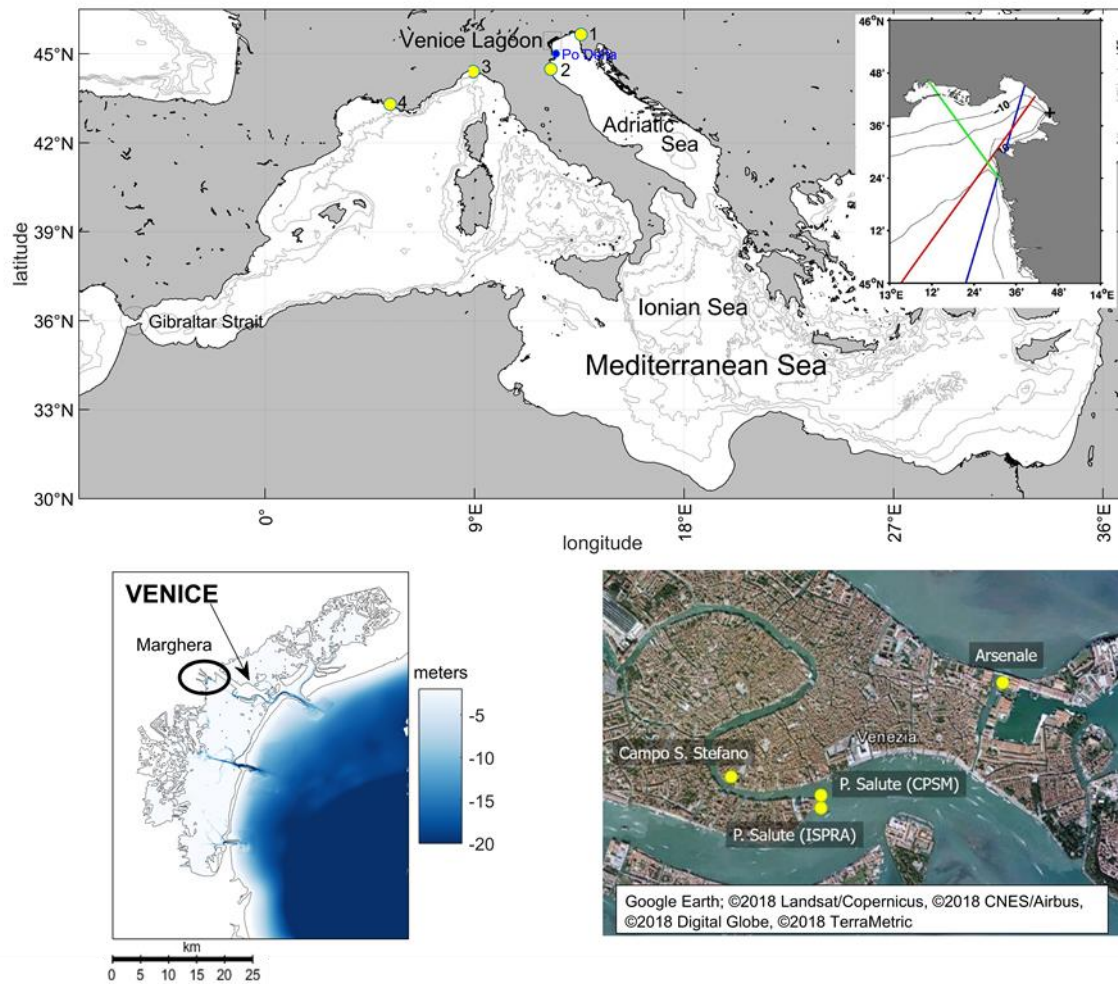 45°N
42°N
39°N
36°N
33°N
30°N
latitude
0°
9°E
18°E
27°E
36°E
longitude
Venice Lagoon
1
Po Delta
2
3
4
Adriatic
Sea
Ionian Sea
Gibraltar Strait
Mediterranean Sea
46°N
48'
36'
24'
12'
45°N
13°E
12'
24'
36'
48'
14°E
-10
VENICE
Marghera
meters
-5
-10
-15
-20
km
0 5 10 15 20 25
Arsenale
Venezia
Campo S. Stefano
P. Salute (CPSM)
P. Salute (ISPRA)
Google Earth; ©2018 Landsat/Copernicus, ©2018 CNES/Airbus,
©2018 Digital Globe, ©2018 TerraMetric